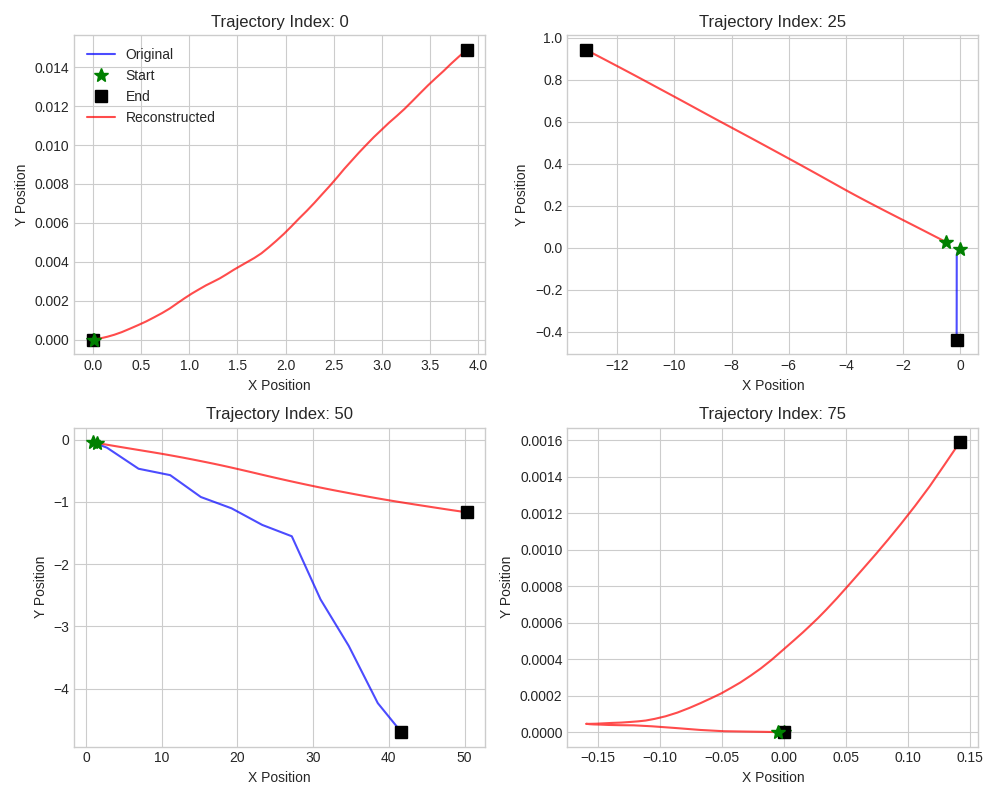 Trajectory Index: 0
Original
Start
End
Reconstructed
0.014
0.012
0.010
0.008
0.006
0.004
0.002
0.000
Y Position
0.0 0.5 1.0 1.5 2.0 2.5 3.0 3.5 4.0
X Position
Trajectory Index: 25
1.0
0.8
0.6
0.4
0.2
0.0
−0.2
−0.4
Y Position
−12 −10 −8 −6 −4 −2 0
X Position
Trajectory Index: 50
0
−1
−2
−3
−4
Y Position
0 10 20 30 40 50
X Position
Trajectory Index: 75
0.0016
0.0014
0.0012
0.0010
0.0008
0.0006
0.0004
0.0002
0.0000
Y Position
−0.15 −0.10 −0.05 0.00 0.05 0.10 0.15
X Position